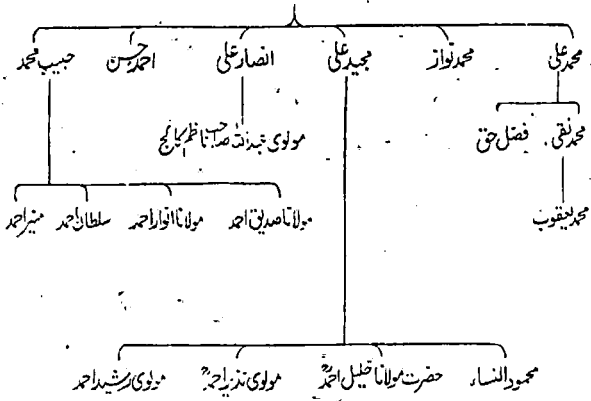 محمد علی محمد نواز مجید علی انصار علی احمد حسن حبیب محمد
محمد نقی فضل حق مولوی عبداللہ صاحب ناظم کالج
مولانا صدیق احمد مولانا انوار احمد سلطان احمد منیر احمد محمد یعقوب
محمود النساء حضرت مولانا خلیل احمدؒ مولوی نذیر احمدؒ مولوی رشید احمد